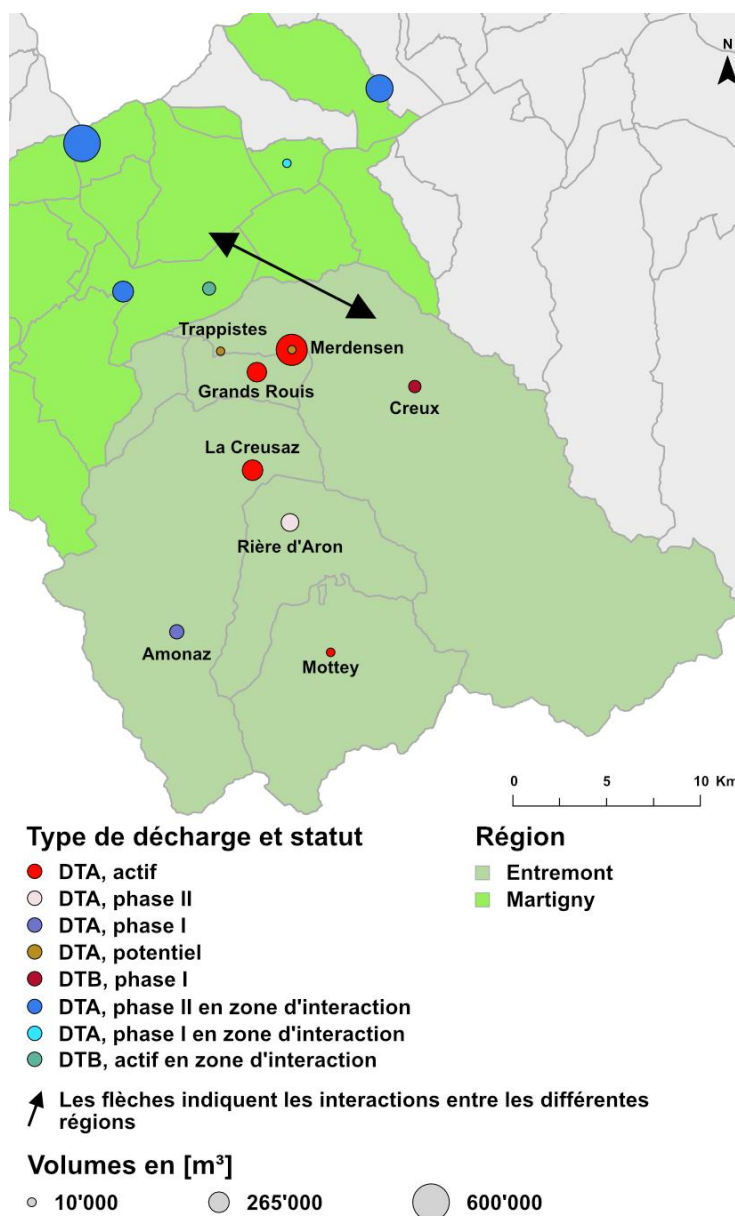 N
Trappistes
Merdensen
Grands Rouis
Creux
La Creusaz
Rière d'Aron
Amonaz
Mottey
0 5 10 Km
Type de décharge et statut
DTA, actif
DTA, phase II
DTA, phase I
DTA, potentiel
DTB, phase I
DTA, phase II en zone d'interaction
DTA, phase I en zone d'interaction
DTB, actif en zone d'interaction
Les flèches indiquent les interactions entre les différentes
régions
Région
Entremont
Martigny
Volumes en [m³]
10'000 265'000 600'000